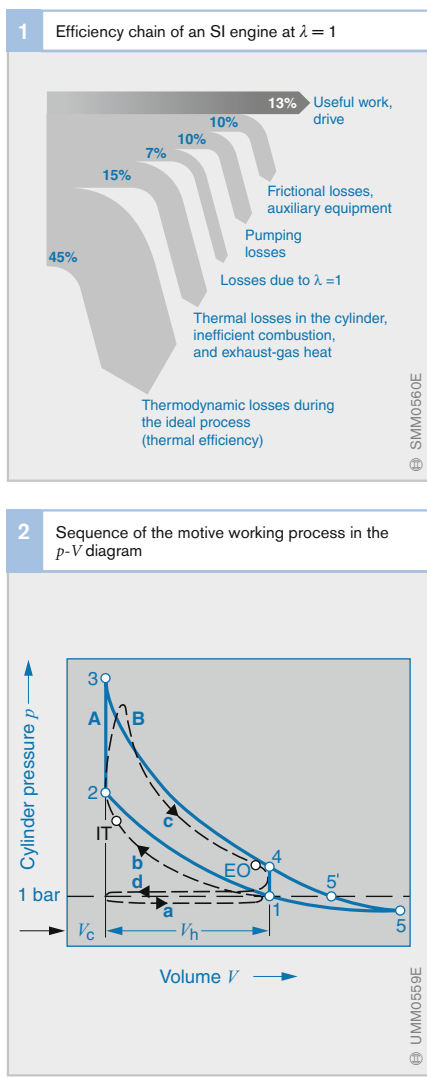 1
Efficiency chain of an SI engine at λ = 1
13%
Useful work,
drive
10%
10%
7%
15%
45%
Frictional losses,
auxiliary equipment
Pumping
losses
Losses due to λ =1
Thermal losses in the cylinder,
inefficient combustion,
and exhaust-gas heat
Thermodynamic losses during
the ideal process
(thermal efficiency)
SMM0560E
2
Sequence of the motive working process in the
p-V diagram
Cylinder pressure p
3
A B
2
IT
c
4
EO
b
d
5'
1 bar
a
1
5
Vc
Vh
Volume V
UMM0559E